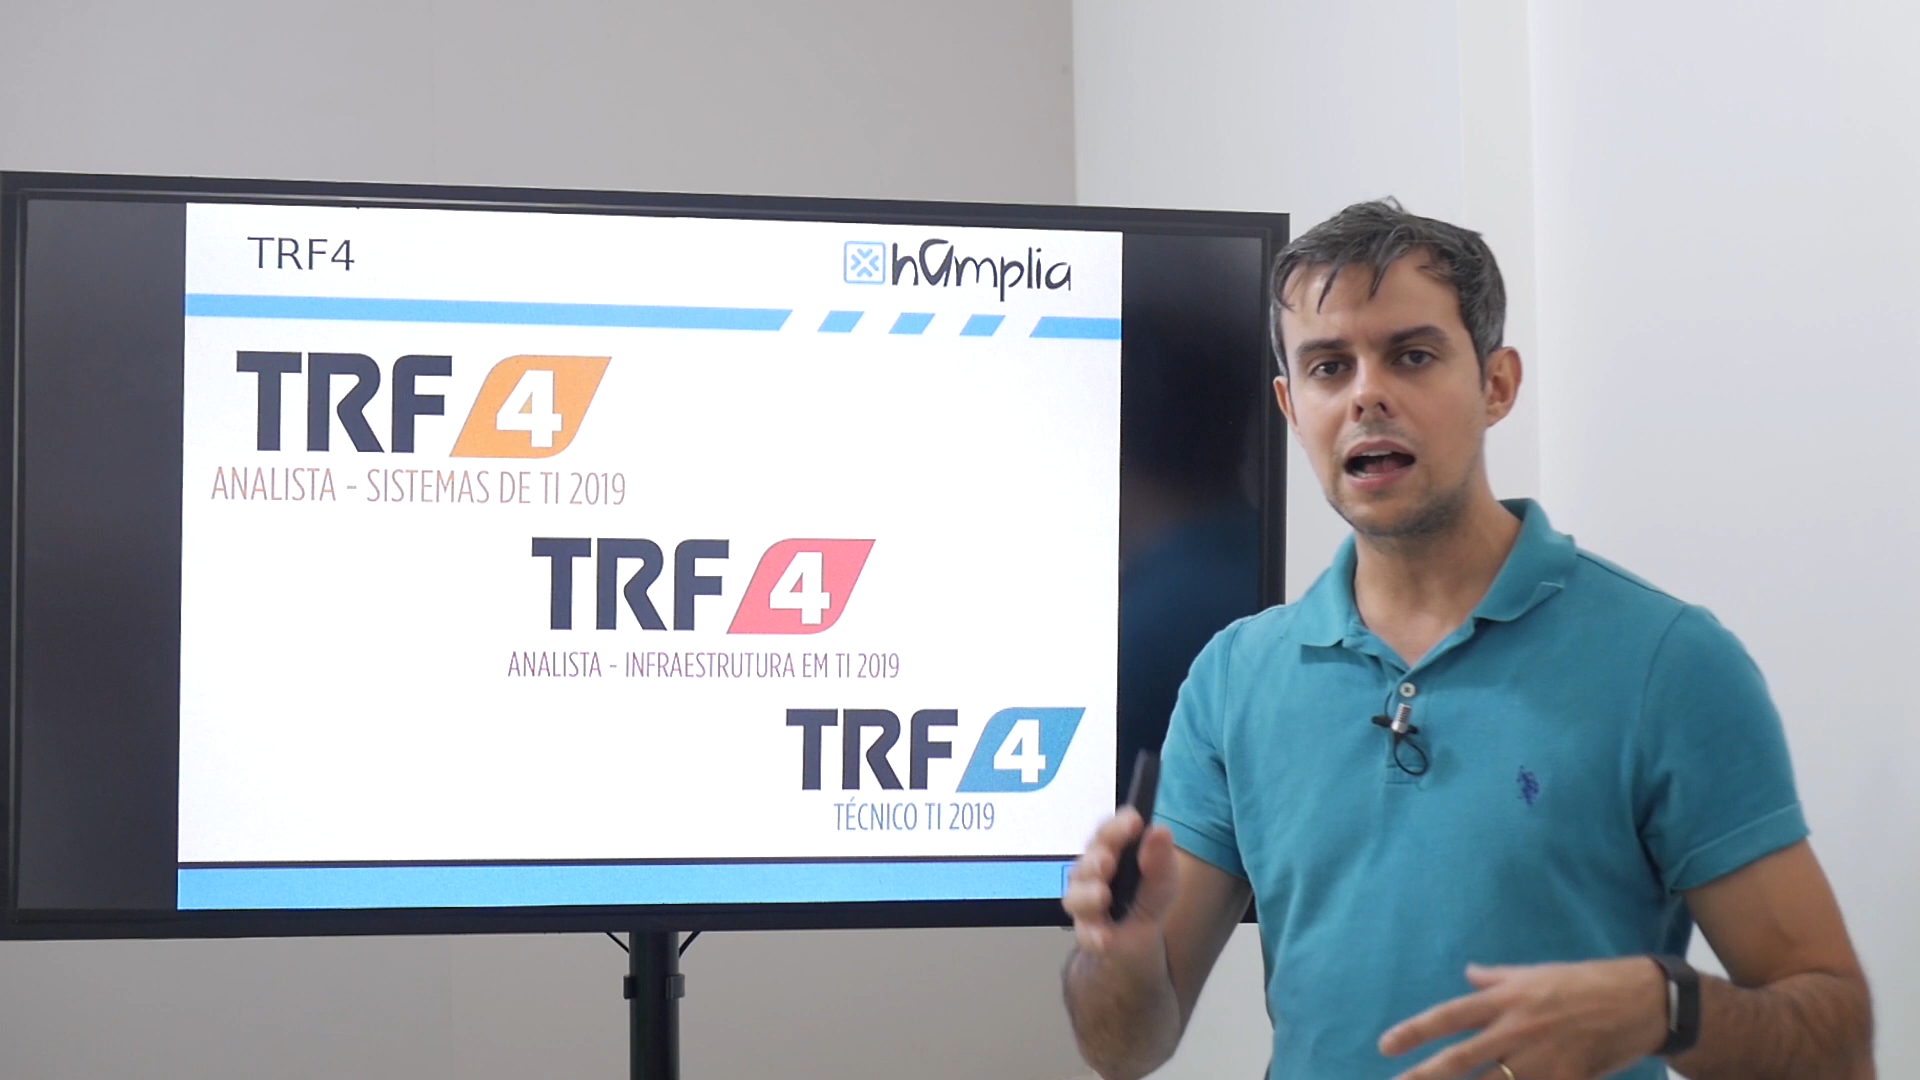 TRF4
hamplia
TRF4
ANALISTA - SISTEMAS DE TI 2019
TRF4
ANALISTA - INFRAESTRUTURA EM TI 2019
TRF4
TÉCNICO TI 2019